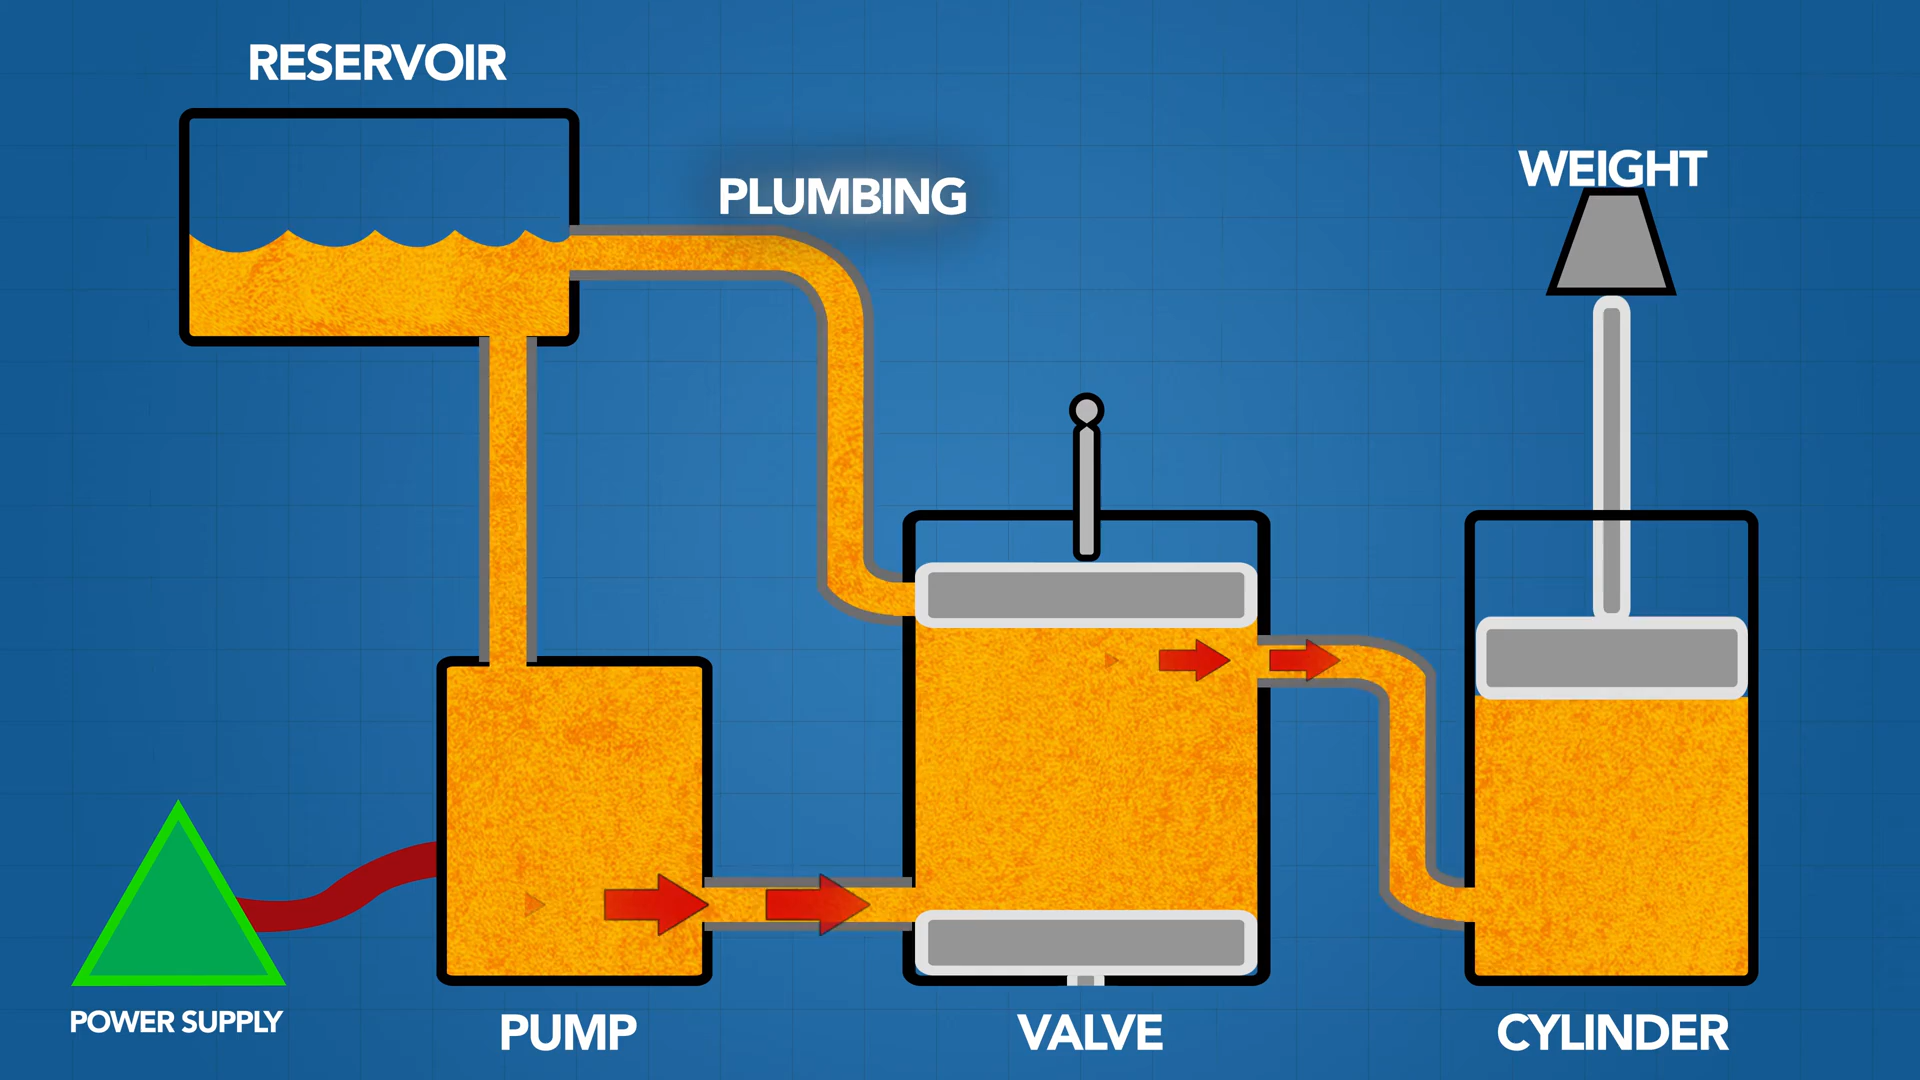 RESERVOIR
PLUMBING
WEIGHT
POWER SUPPLY
PUMP
VALVE
CYLINDER